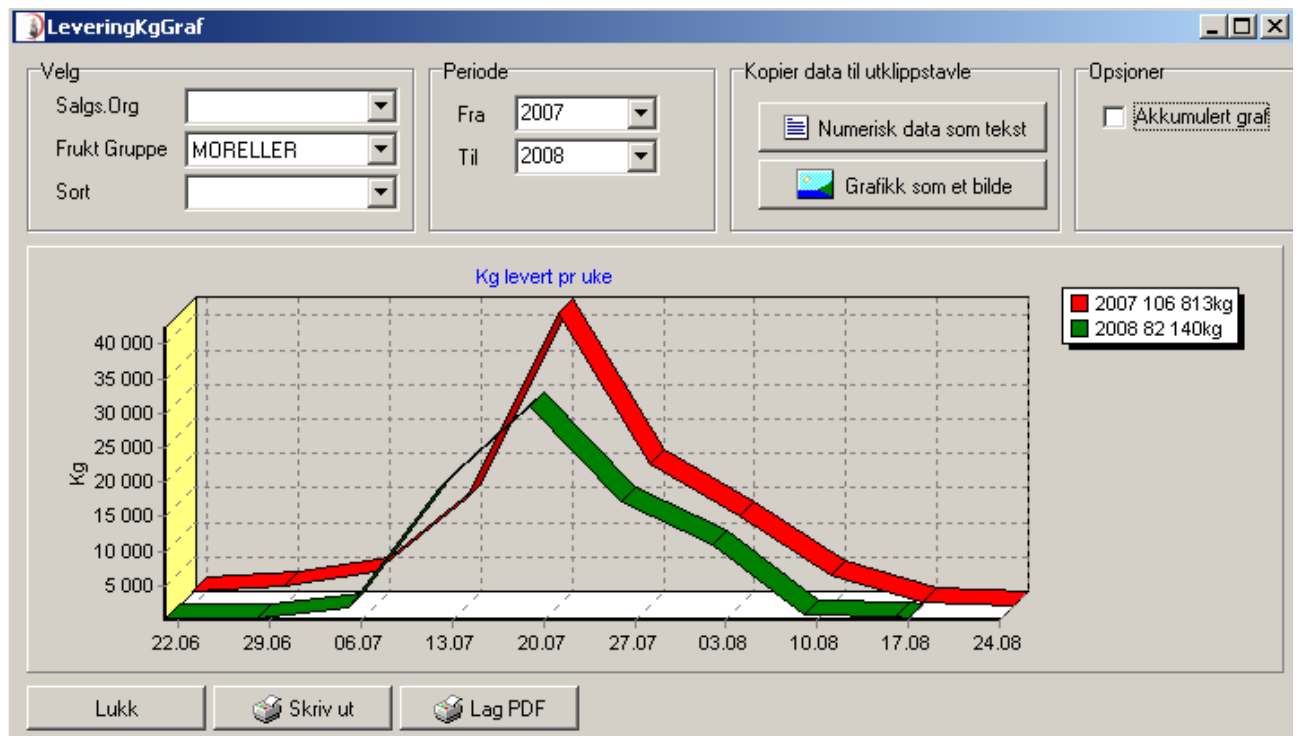 LeveringKgGraf
Velg
Salgs.Org
Frukt Gruppe MORELLER
Sort
Periode
Fra 2007
Til 2008
Kopier data til utklippstavle
Numerisk data som tekst
Grafikk som et bilde
Opsjoner
Akkumulert graf
Kg levert pr uke
2007 106 813kg
2008 82 140kg
Kg
40 000
35 000
30 000
25 000
20 000
15 000
10 000
5 000
22.06 29.06 06.07 13.07 20.07 27.07 03.08 10.08 17.08 24.08
Lukk Skriv ut Lag PDF